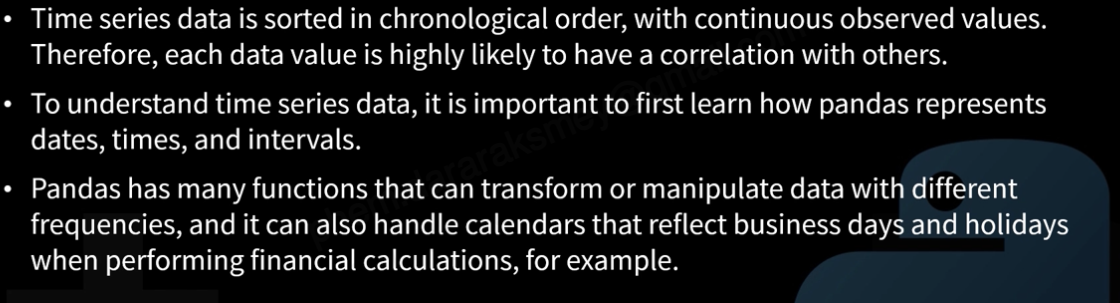 • Time series data is sorted in chronological order, with continuous observed values.
Therefore, each data value is highly likely to have a correlation with others.
• To understand time series data, it is important to first learn how pandas represents
dates, times, and intervals.
• Pandas has many functions that can transform or manipulate data with different
frequencies, and it can also handle calendars that reflect business days and holidays
when performing financial calculations, for example.